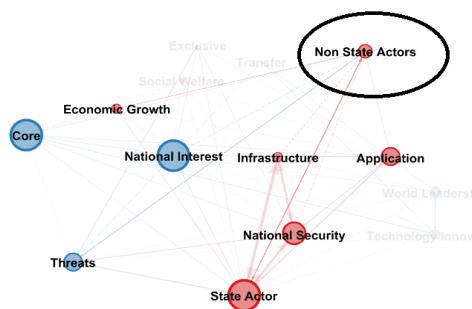 Exclusive
Non State Actors
Transfer
Social Welfare
Economic Growth
Core
National Interest
Infrastructure
Application
World Leadersh
National Security
Technology Innov
Threats
State Actor